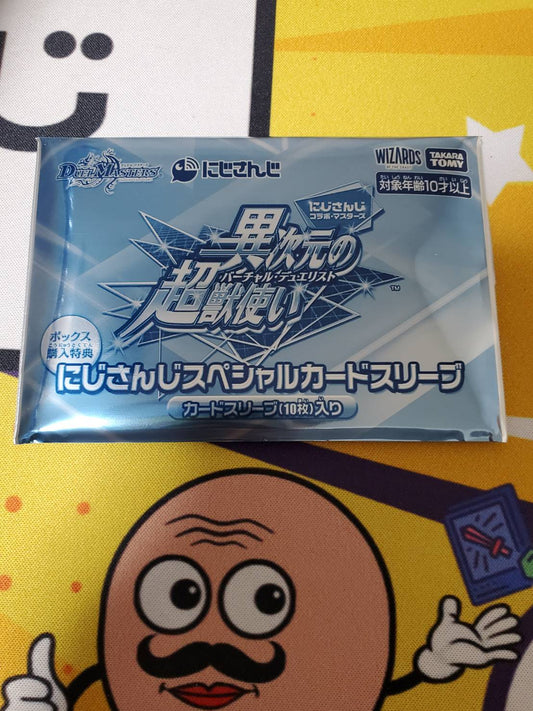 DUEL MASTERS
にじさんじ
WIZARDS
TAKARA TOMY
対象年齢10才以上
にじさんじ
コラボ・マスターズ
異次元の
バーチャル・デュエリスト
超獣使い
TM
ボックス
購入特典
にじさんじスペシャルカードスリーブ
カードスリーブ(10枚)入り